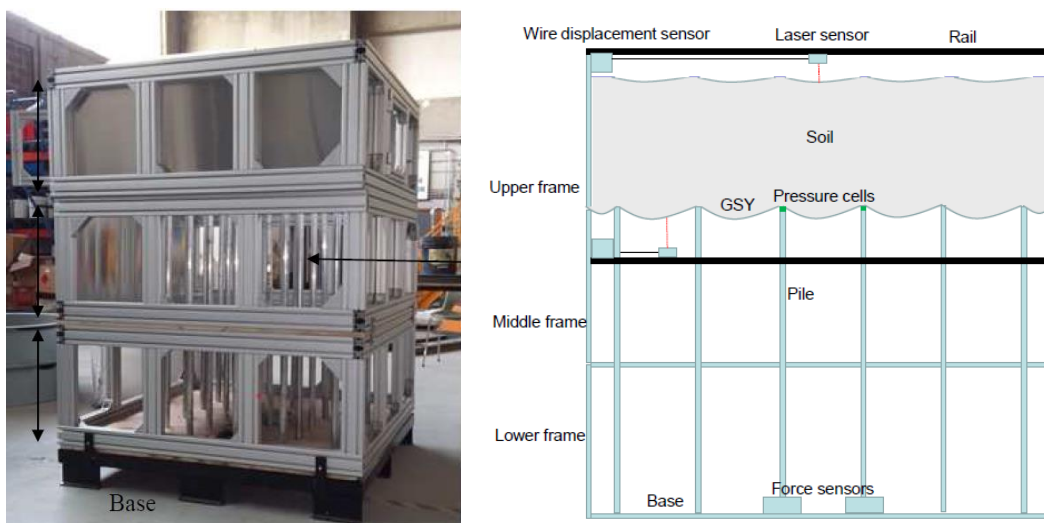 Base
Wire displacement sensor
Laser sensor
Rail
Soil
Upper frame
GSY
Pressure cells
Pile
Middle frame
Lower frame
Base
Force sensors